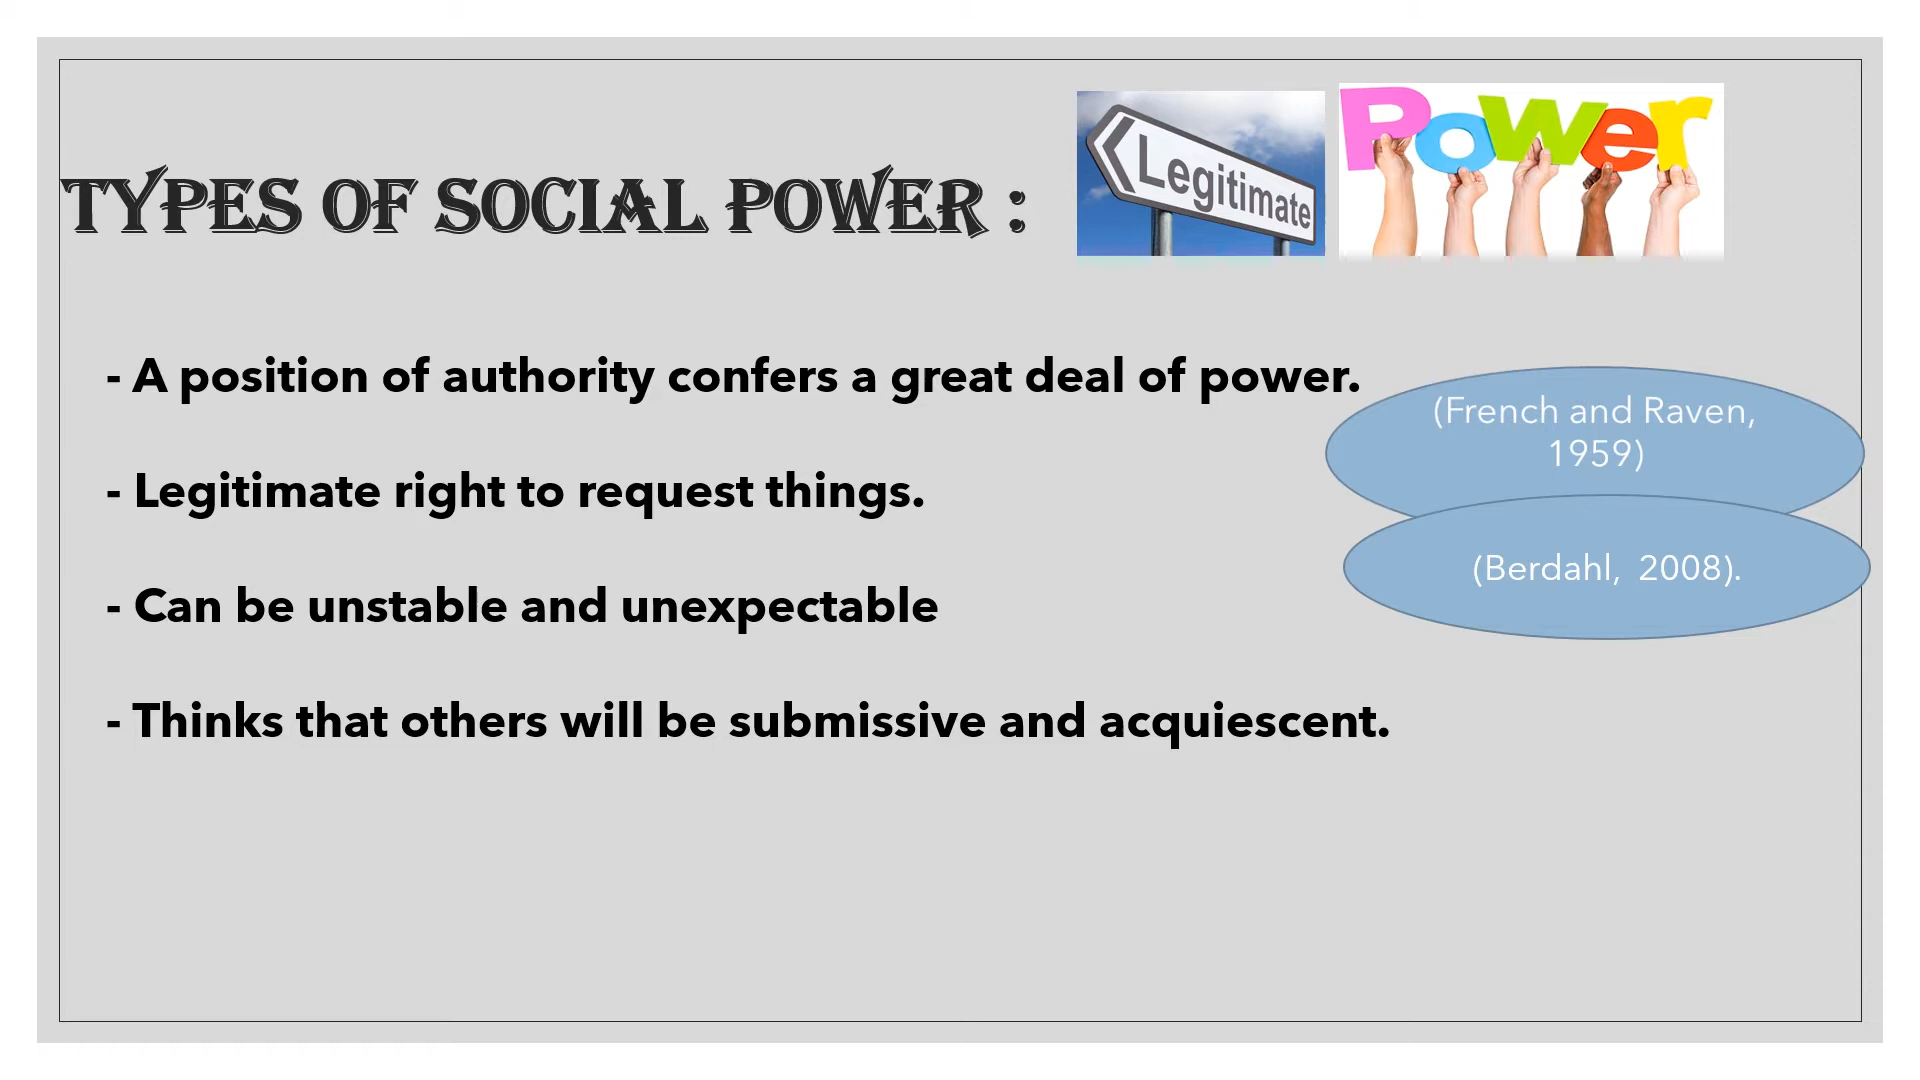 TYPES OF SOCIAL POWER :
Legitimate
Power
- A position of authority confers a great deal of power.
(French and Raven,
1959)
- Legitimate right to request things.
(Berdahl, 2008).
- Can be unstable and unexpectable
- Thinks that others will be submissive and acquiescent.